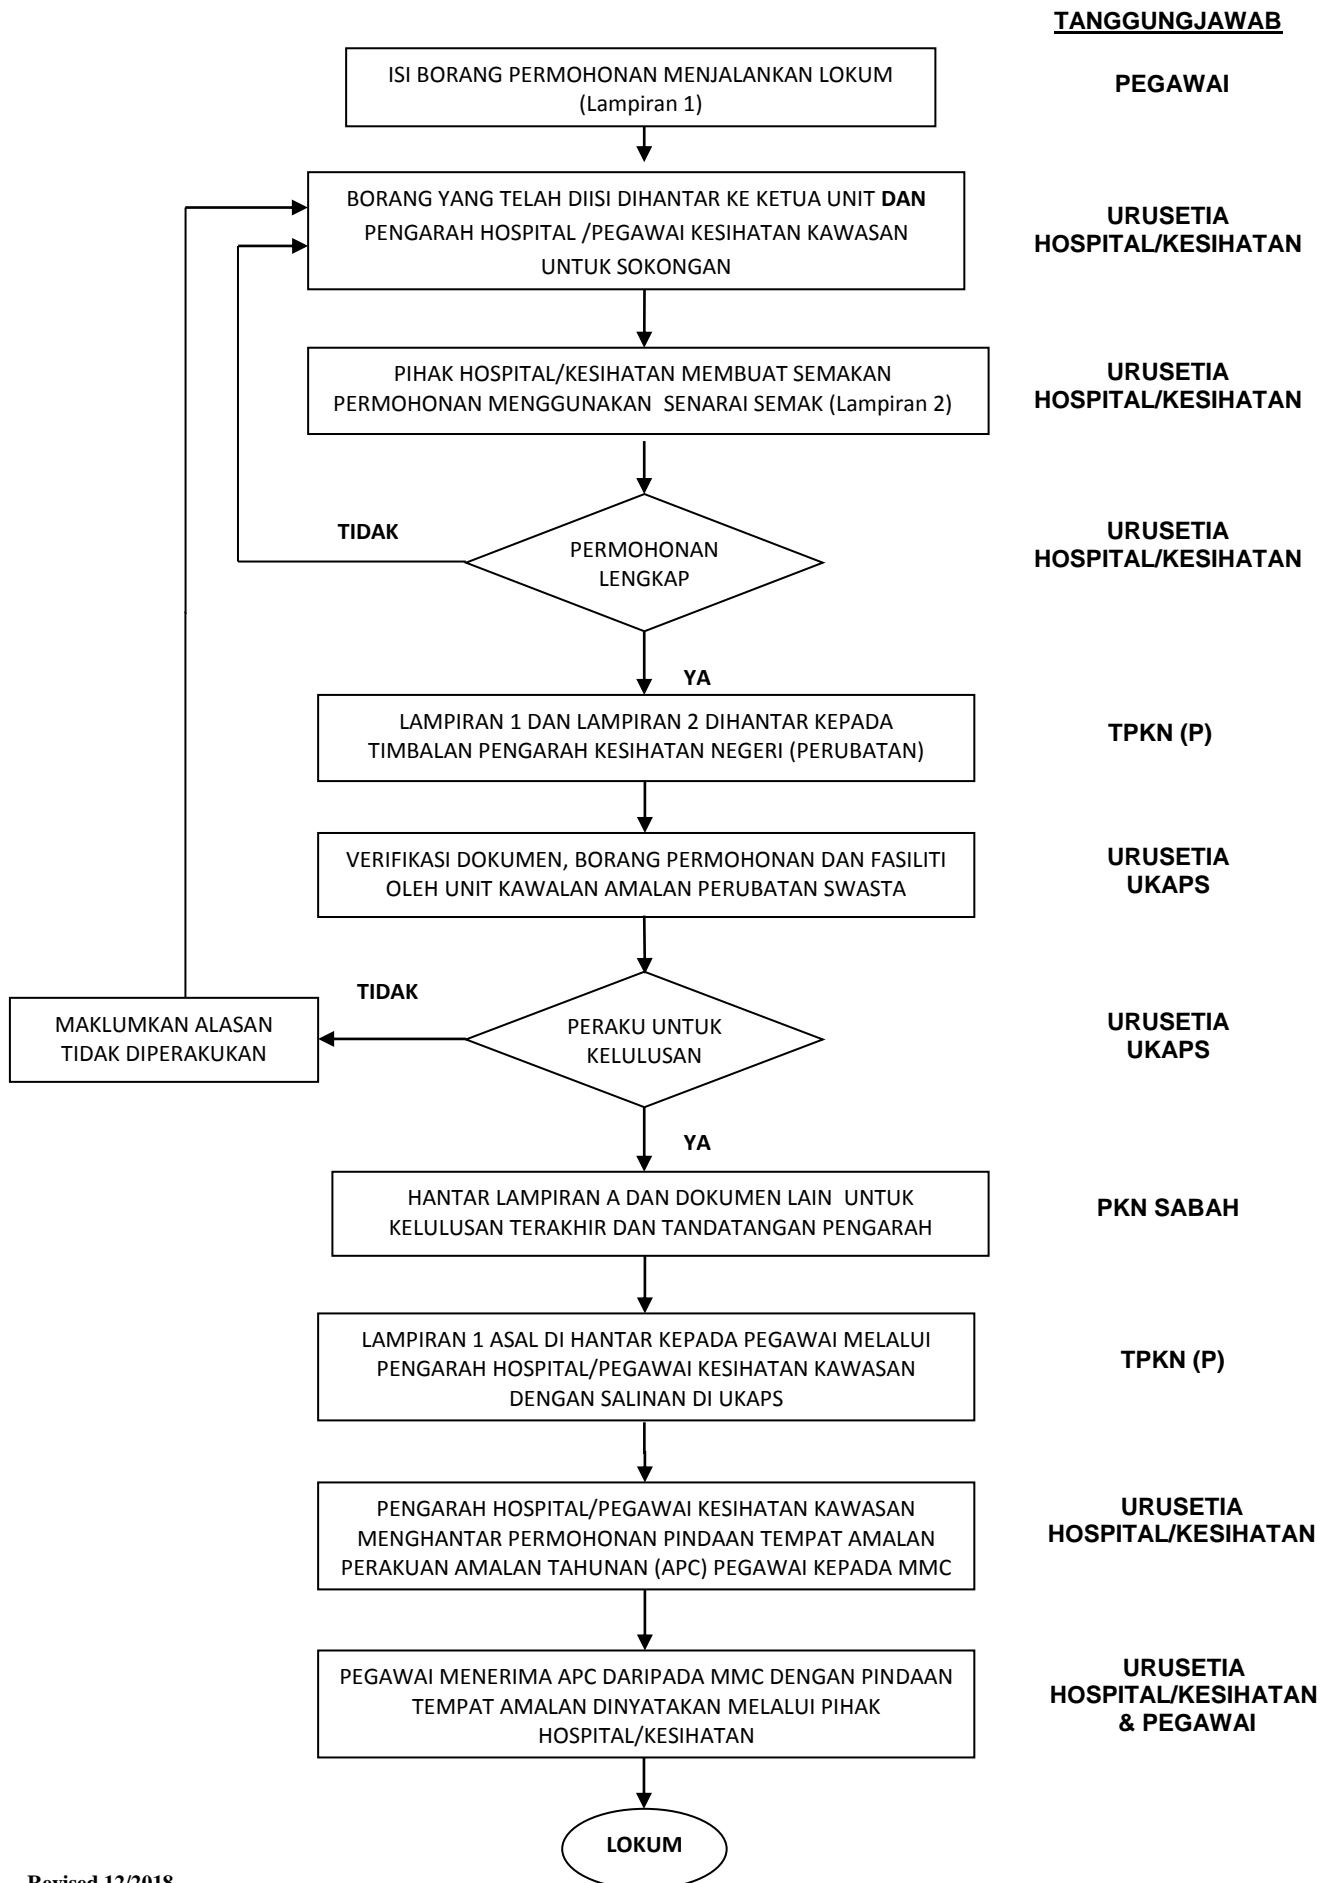 TANGGUNGJAWAB
ISI BORANG PERMOHONAN MENJALANKAN LOKUM
(Lampiran 1)
PEGAWAI
BORANG YANG TELAH DIISI DIHANTAR KE KETUA UNIT DAN
PENGARAH HOSPITAL /PEGAWAI KESIHATAN KAWASAN
UNTUK SOKONGAN
URUSETIA
HOSPITAL/KESIHATAN
PIHAK HOSPITAL/KESIHATAN MEMBUAT SEMAKAN
PERMOHONAN MENGGUNAKAN SENARAI SEMAK (Lampiran 2)
URUSETIA
HOSPITAL/KESIHATAN
TIDAK
PERMOHONAN
LENGKAP
URUSETIA
HOSPITAL/KESIHATAN
YA
LAMPIRAN 1 DAN LAMPIRAN 2 DIHANTAR KEPADA
TIMBALAN PENGARAH KESIHATAN NEGERI (PERUBATAN)
TPKN (P)
VERIFIKASI DOKUMEN, BORANG PERMOHONAN DAN FASILITI
OLEH UNIT KAWALAN AMALAN PERUBATAN SWASTA
URUSETIA
UKAPS
TIDAK
MAKLUMKAN ALASAN
TIDAK DIPERAKUKAN
PERAKU UNTUK
KELULUSAN
URUSETIA
UKAPS
YA
HANTAR LAMPIRAN A DAN DOKUMEN LAIN UNTUK
KELULUSAN TERAKHIR DAN TANDATANGAN PENGARAH
PKN SABAH
LAMPIRAN 1 ASAL DI HANTAR KEPADA PEGAWAI MELALUI
PENGARAH HOSPITAL/PEGAWAI KESIHATAN KAWASAN
DENGAN SALINAN DI UKAPS
TPKN (P)
PENGARAH HOSPITAL/PEGAWAI KESIHATAN KAWASAN
MENGHANTAR PERMOHONAN PINDAAN TEMPAT AMALAN
PERAKUAN AMALAN TAHUNAN (APC) PEGAWAI KEPADA MMC
URUSETIA
HOSPITAL/KESIHATAN
PEGAWAI MENERIMA APC DARIPADA MMC DENGAN PINDAAN
TEMPAT AMALAN DINYATAKAN MELALUI PIHAK
HOSPITAL/KESIHATAN
URUSETIA
HOSPITAL/KESIHATAN
& PEGAWAI
LOKUM
Revised 12/2018